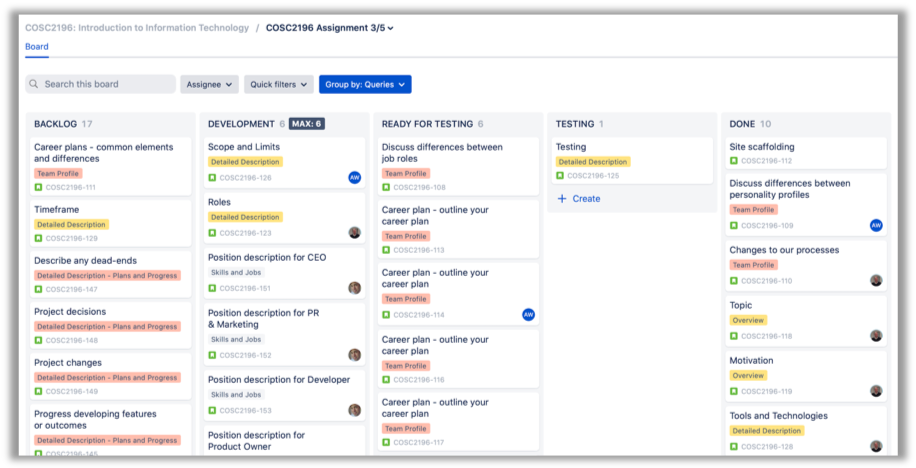 COSC2196: Introduction to Information Technology / COSC2196 Assignment 3/5
Board
Search this board
Assignee
Quick filters
Group by: Queries
BACKLOG 17
Career plans - common elements
and differences
Team Profile
COSC2196-111
Timeframe
Detailed Description
COSC2196-129
Describe any dead-ends
Detailed Description - Plans and Progress
COSC2196-147
Project decisions
Detailed Description - Plans and Progress
COSC2196-148
Project changes
Detailed Description - Plans and Progress
COSC2196-149
Progress developing features
or outcomes
Detailed Description - Plans and Progress
COSC2196-145
DEVELOPMENT 6 MAX: 6
Scope and Limits
Detailed Description
COSC2196-126
AW
Roles
Detailed Description
COSC2196-123
Position description for CEO
Skills and Jobs
COSC2196-151
Position description for PR
& Marketing
Skills and Jobs
COSC2196-152
Position description for Developer
Skills and Jobs
COSC2196-153
Position description for
Product Owner
READY FOR TESTING 6
Discuss differences between
job roles
Team Profile
COSC2196-108
Career plan - outline your
career plan
Team Profile
COSC2196-113
Career plan - outline your
career plan
Team Profile
COSC2196-114
AW
Career plan - outline your
career plan
Team Profile
COSC2196-116
Career plan - outline your
career plan
Team Profile
COSC2196-117
TESTING 1
Testing
Detailed Description
COSC2196-125
+ Create
DONE 10
Site scaffolding
COSC2196-112
Discuss differences between
personality profiles
Team Profile
COSC2196-109
AW
Changes to our processes
Team Profile
COSC2196-110
Topic
Overview
COSC2196-118
Motivation
Overview
COSC2196-119
Tools and Technologies
Detailed Description
COSC2196-128